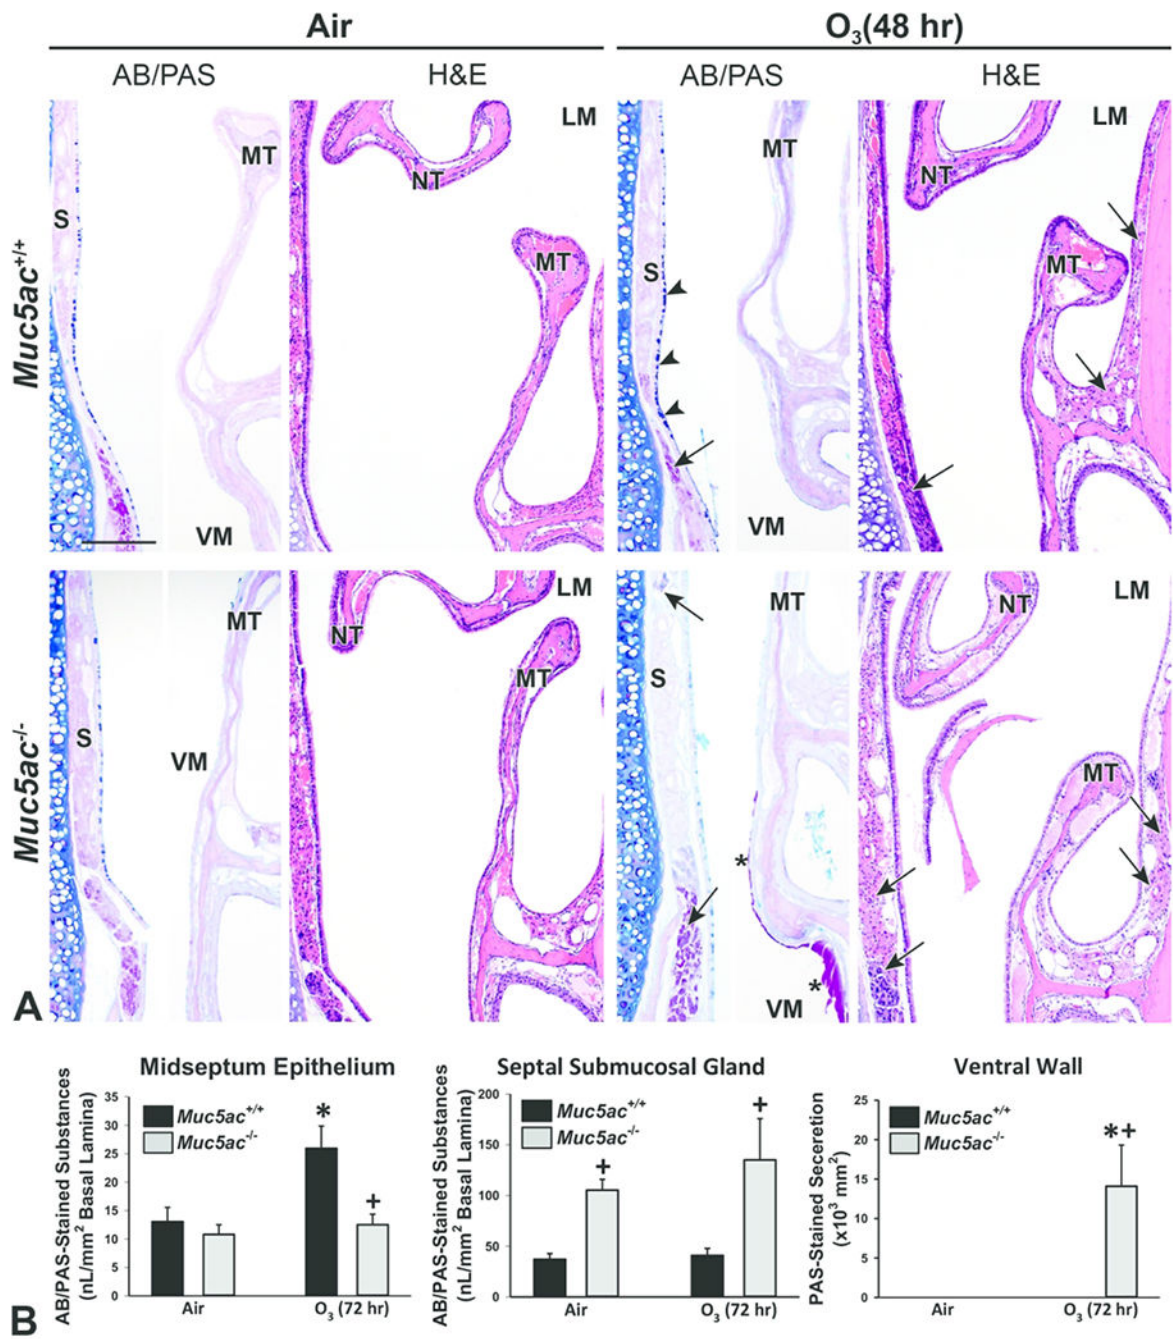 Air
O3(48 hr)
AB/PAS
H&E
AB/PAS
H&E
Muc5ac+/+
S
MT
VM
NT
LM
MT
S
MT
VM
NT
LM
MT
Muc5ac-/-
S
MT
VM
NT
LM
MT
S
MT
*
*
VM
NT
LM
MT
A
Midseptum Epithelium
AB/PAS-Stained Substances
(nL/mm2 Basal Lamina)
35
30
25
20
15
10
5
0
Muc5ac+/+
Muc5ac-/-
*
+
Air
O3 (72 hr)
Septal Submucosal Gland
AB/PAS-Stained Substances
(nL/mm2 Basal Lamina)
200
150
100
50
0
Muc5ac+/+
Muc5ac-/-
+
+
Air
O3 (72 hr)
Ventral Wall
PAS-Stained Seceretion
(x103 mm2)
25
20
15
10
5
0
Muc5ac+/+
Muc5ac-/-
*+
Air
O3 (72 hr)
B